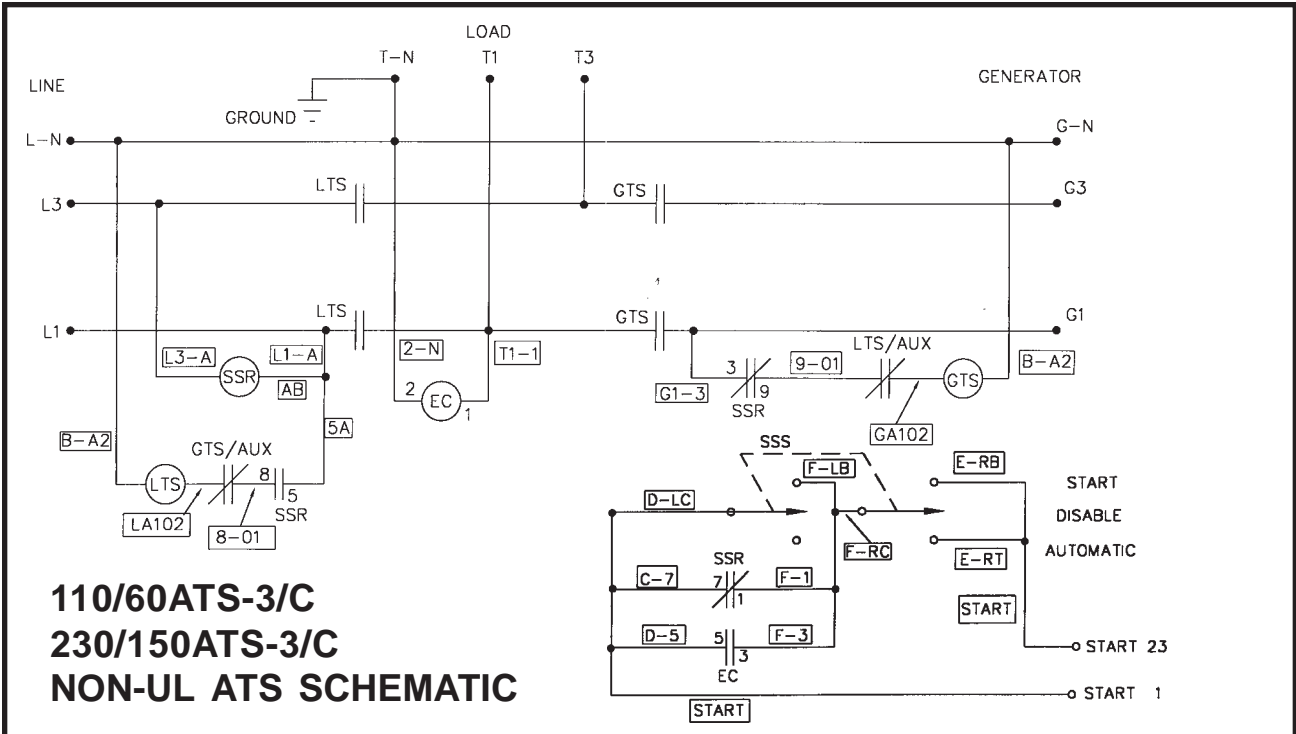 LOAD
T-N T1 T3
LINE
GENERATOR
GROUND
L-N
G-N
LTS
GTS
L3
G3
LTS
GTS
L1
G1
L3-A
L1-A
2-N
T1-1
3
9-01
LTS/AUX
B-A2
SSR
AB
2
EC
1
G1-3
9
SSR
GTS
GA102
B-A2
5A
GTS/AUX
SSS
F-LB
E-RB
START
LTS
8
5
SSR
D-LC
DISABLE
LA102
8-01
F-RC
E-RT
AUTOMATIC
SSR
C-7
7
1
F-1
START
D-5
5
3
F-3
EC
START 23
START
START 1
110/60ATS-3/C
230/150ATS-3/C
NON-UL ATS SCHEMATIC